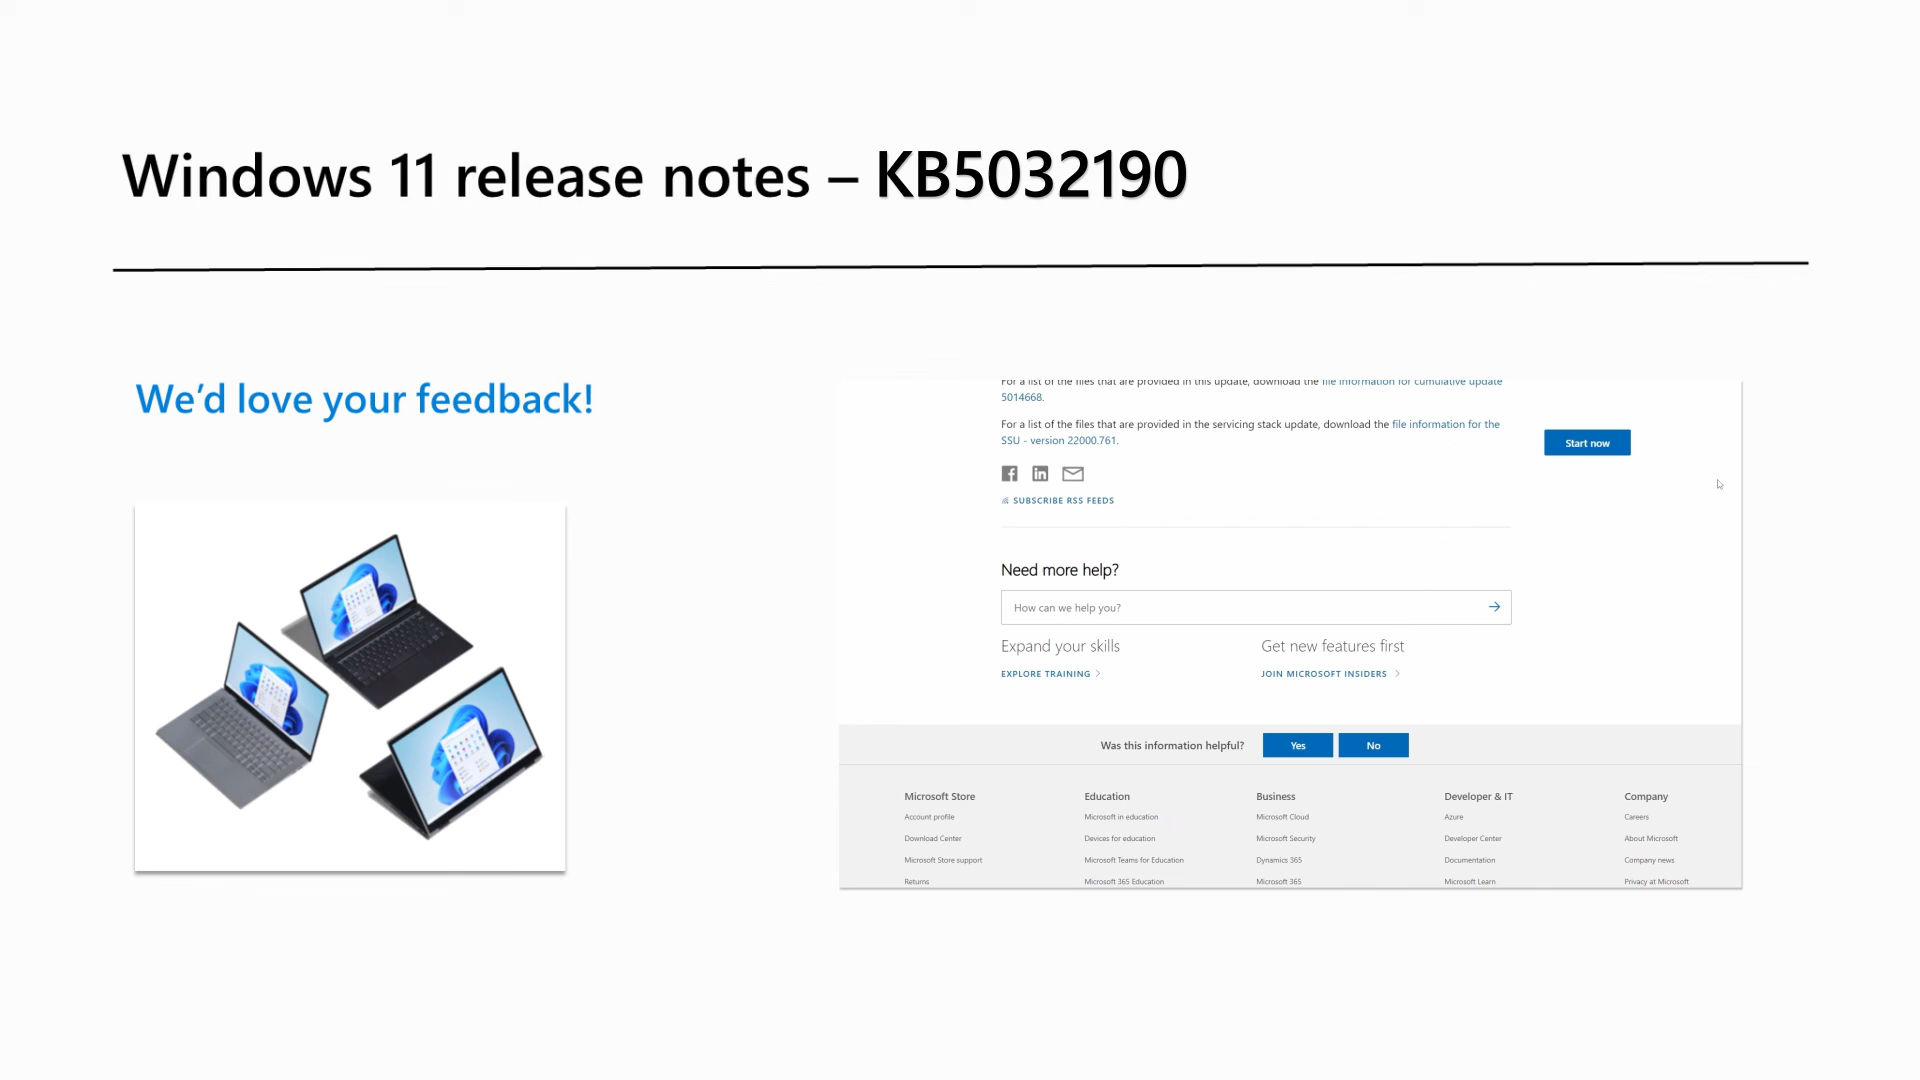 Windows 11 release notes – KB5032190
We’d love your feedback!
For a list of the files that are provided in this update, download the file information for cumulative update
5014668.
For a list of the files that are provided in the servicing stack update, download the file information for the
SSU - version 22000.761.
Start now
SUBSCRIBE RSS FEEDS
Need more help?
How can we help you?
Expand your skills
Get new features first
EXPLORE TRAINING
JOIN MICROSOFT INSIDERS
Was this information helpful?
Yes
No
Microsoft Store
Account profile
Download Center
Microsoft Store support
Returns
Education
Microsoft in education
Devices for education
Microsoft Teams for Education
Microsoft 365 Education
Business
Microsoft Cloud
Microsoft Security
Dynamics 365
Microsoft 365
Developer & IT
Azure
Developer Center
Documentation
Microsoft Learn
Company
Careers
About Microsoft
Company news
Privacy at Microsoft